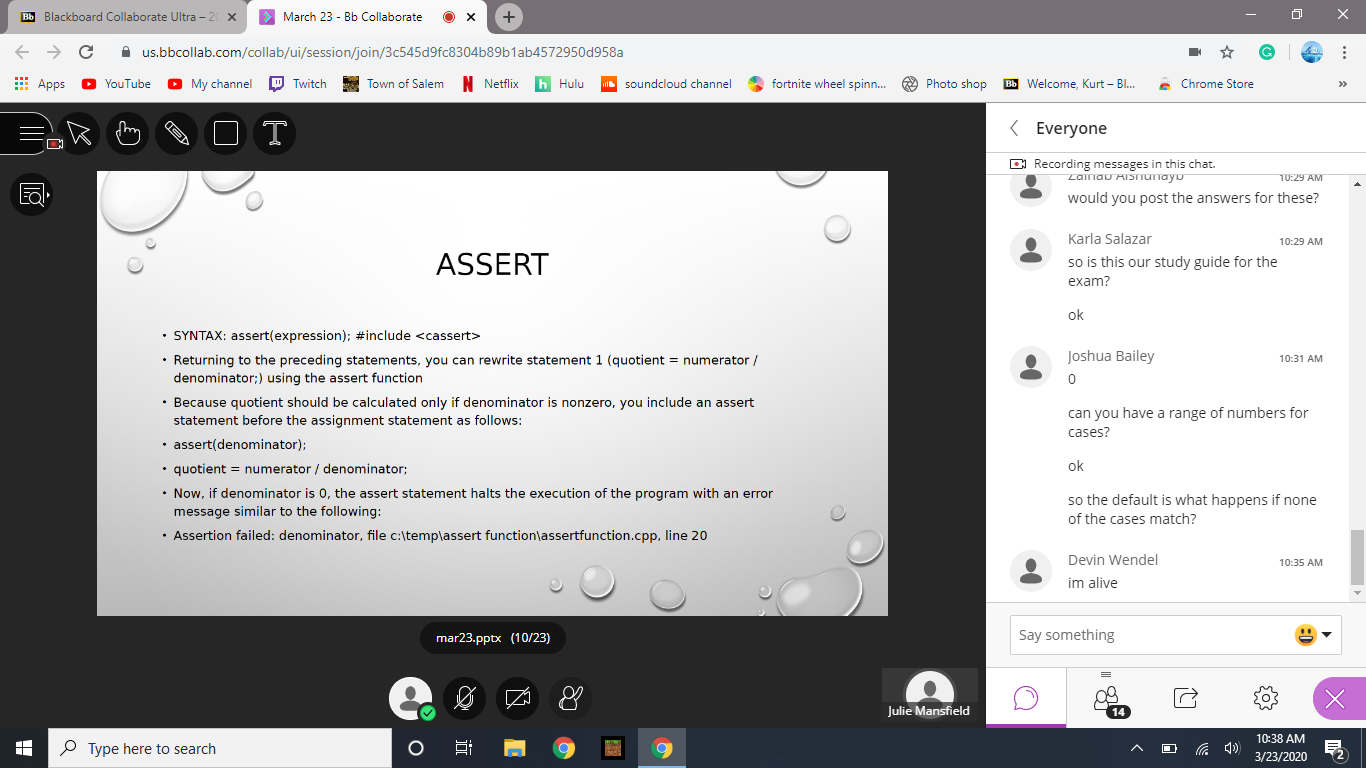 Blackboard Collaborate Ultra – 20
March 23 - Bb Collaborate
us.bbcollab.com/collab/ui/session/join/3c545d9fc8304b89b1ab4572950d958a
Apps
YouTube
My channel
Twitch
Town of Salem
Netflix
Hulu
soundcloud channel
fortnite wheel spinn...
Photo shop
Welcome, Kurt – Bl...
Chrome Store
ASSERT
• SYNTAX: assert(expression); #include <cassert>
• Returning to the preceding statements, you can rewrite statement 1 (quotient = numerator /
denominator;) using the assert function
• Because quotient should be calculated only if denominator is nonzero, you include an assert
statement before the assignment statement as follows:
• assert(denominator);
• quotient = numerator / denominator;
• Now, if denominator is 0, the assert statement halts the execution of the program with an error
message similar to the following:
• Assertion failed: denominator, file c:\temp\assert function\assertfunction.cpp, line 20
mar23.pptx (10/23)
Julie Mansfield
Everyone
Recording messages in this chat.
10:29 AM
would you post the answers for these?
Karla Salazar 10:29 AM
so is this our study guide for the
exam?
ok
Joshua Bailey 10:31 AM
0
can you have a range of numbers for
cases?
ok
so the default is what happens if none
of the cases match?
Devin Wendel 10:35 AM
im alive
Say something
14
Type here to search
10:38 AM
3/23/2020
2